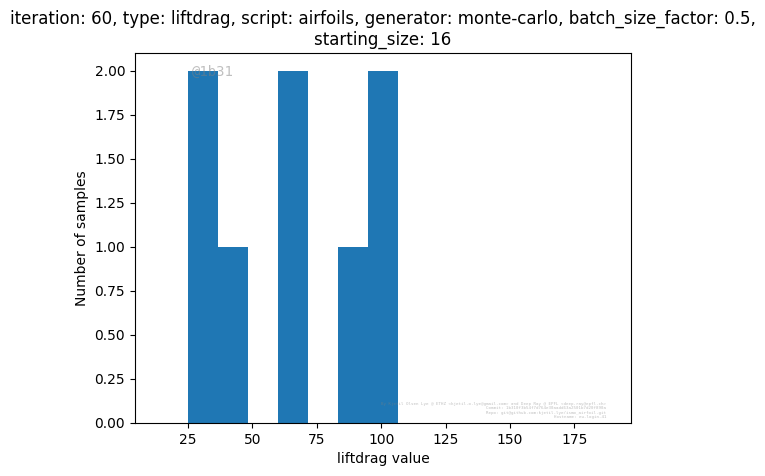 iteration: 60, type: liftdrag, script: airfoils, generator: monte-carlo, batch_size_factor: 0.5,
starting_size: 16
@1h31
2.00
1.75
1.50
1.25
1.00
0.75
0.50
0.25
0.00
Number of samples
25 50 75 100 125 150 175
liftdrag value